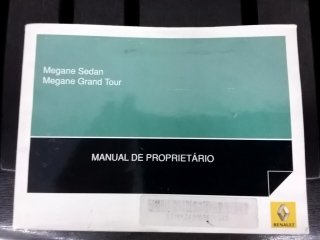 Megane Sedan
Megane Grand Tour
MANUAL DE PROPRIETÁRIO
RENAULT